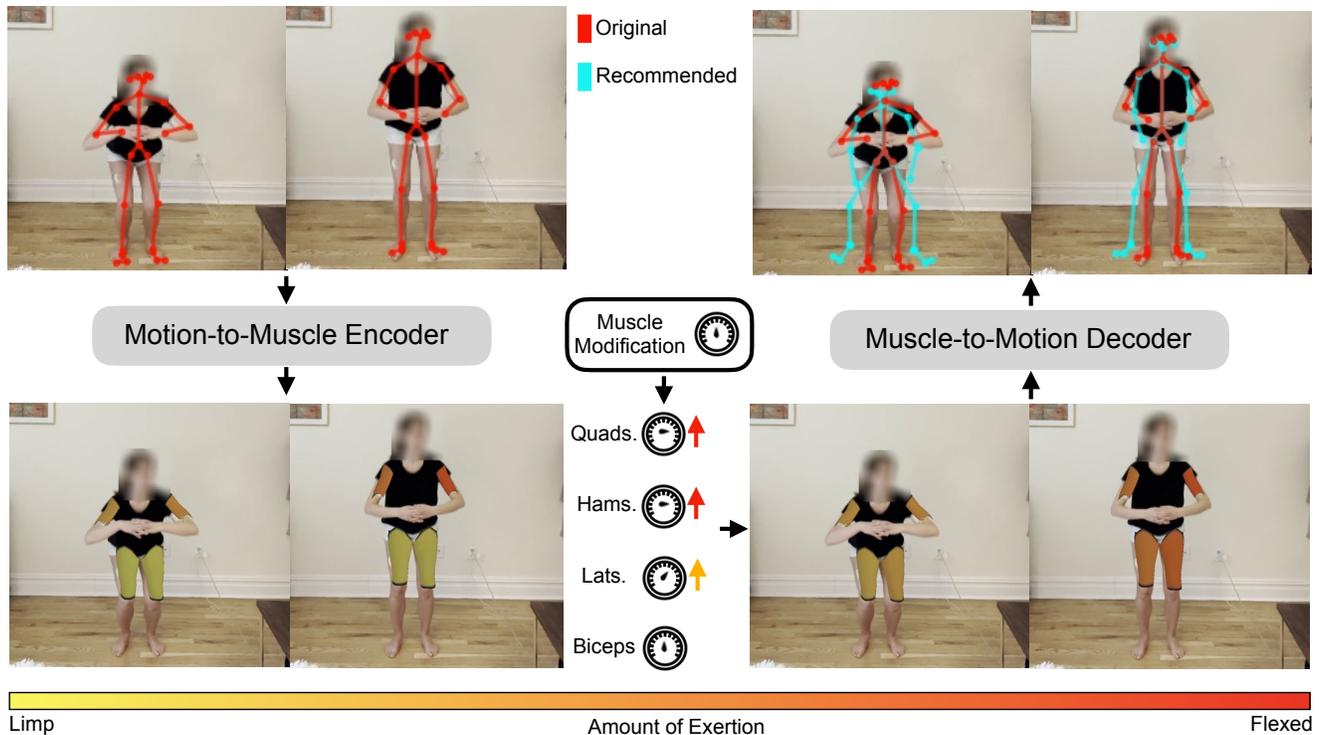 Original
Recommended
Motion-to-Muscle Encoder
Muscle
Modification
Muscle-to-Motion Decoder
Quads.
Hams.
Lats.
Biceps
Limp
Amount of Exertion
Flexed